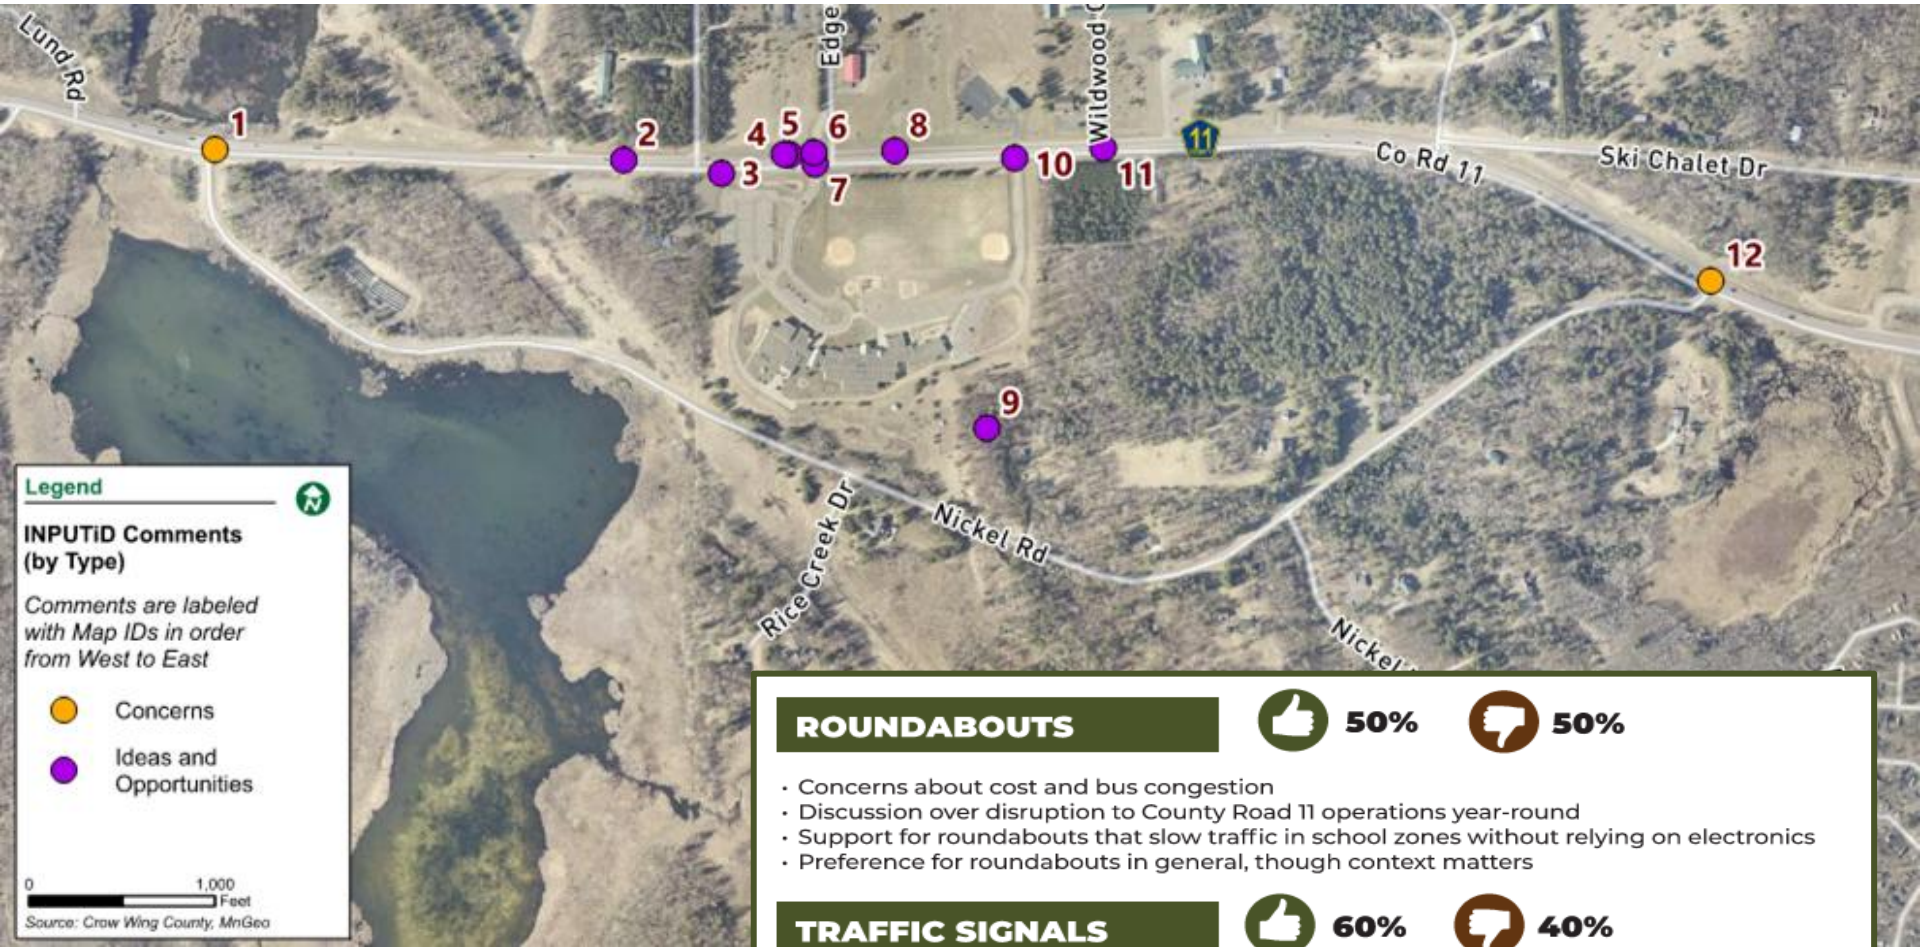 Lund Rd
Edge
Wildwood
1
2
3
4
5
6
7
8
9
10
11
12
11
Co Rd 11
Ski Chalet Dr
Rice Creek Dr
Nickel Rd
Nickel
Legend
N
INPUTiD Comments
(by Type)
Comments are labeled
with Map IDs in order
from West to East
Concerns
Ideas and
Opportunities
0 1,000
Feet
Source: Crow Wing County, MnGeo
ROUNDABOUTS 50% 50%
· Concerns about cost and bus congestion
· Discussion over disruption to County Road 11 operations year-round
· Support for roundabouts that slow traffic in school zones without relying on electronics
· Preference for roundabouts in general, though context matters
TRAFFIC SIGNALS 60% 40%